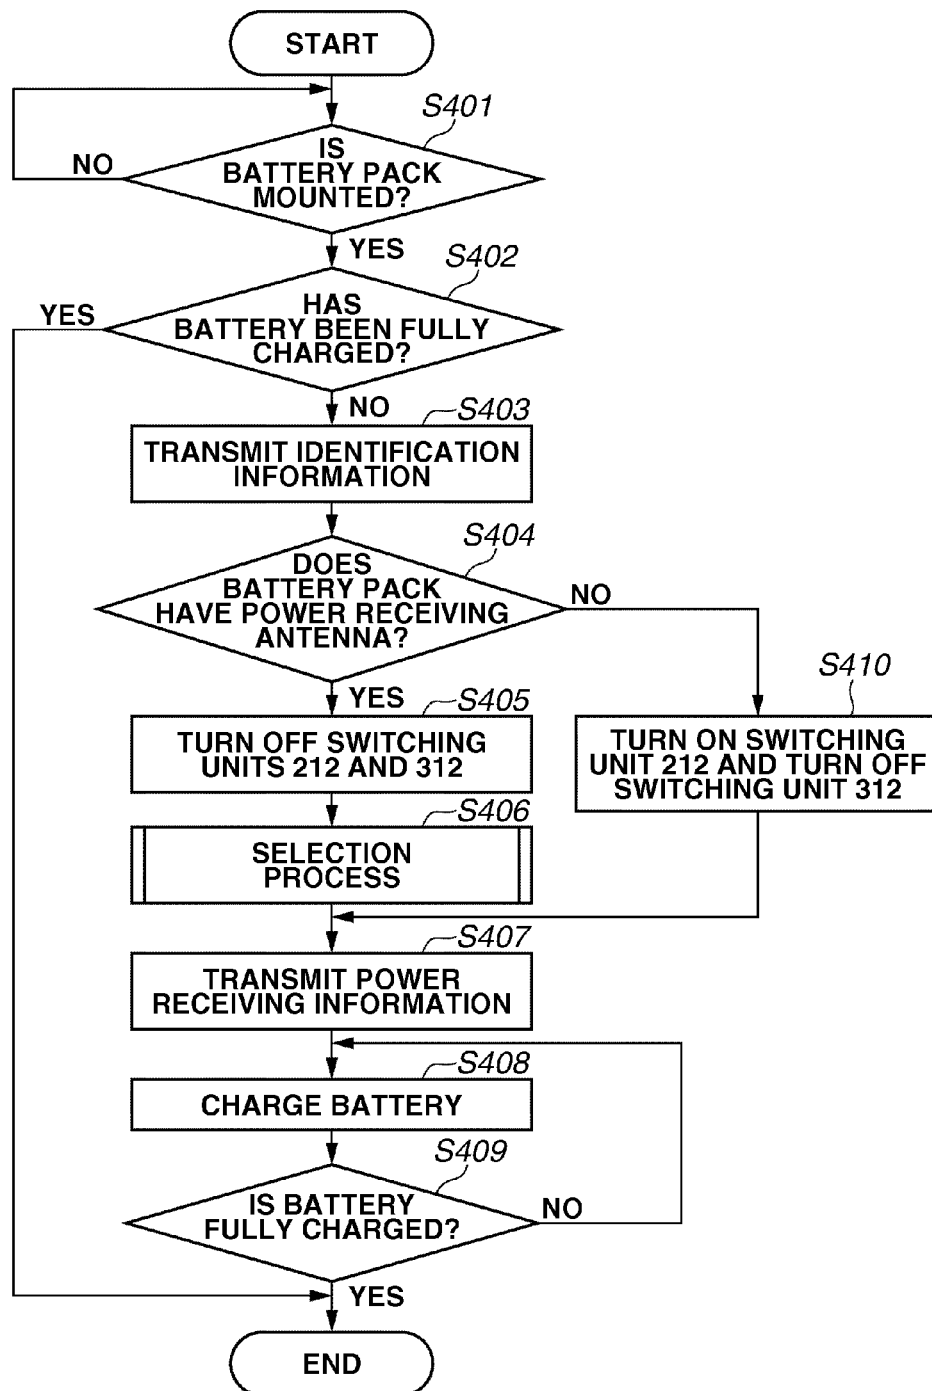 START
S401
IS
BATTERY PACK
MOUNTED?
NO
YES
S402
HAS
BATTERY BEEN FULLY
CHARGED?
YES
NO
S403
TRANSMIT IDENTIFICATION
INFORMATION
S404
DOES
BATTERY PACK
HAVE POWER RECEIVING
ANTENNA?
NO
YES
S405
TURN OFF SWITCHING
UNITS 212 AND 312
S410
TURN ON SWITCHING
UNIT 212 AND TURN OFF
SWITCHING UNIT 312
S406
SELECTION
PROCESS
S407
TRANSMIT POWER
RECEIVING INFORMATION
S408
CHARGE BATTERY
S409
IS BATTERY
FULLY CHARGED?
NO
YES
END